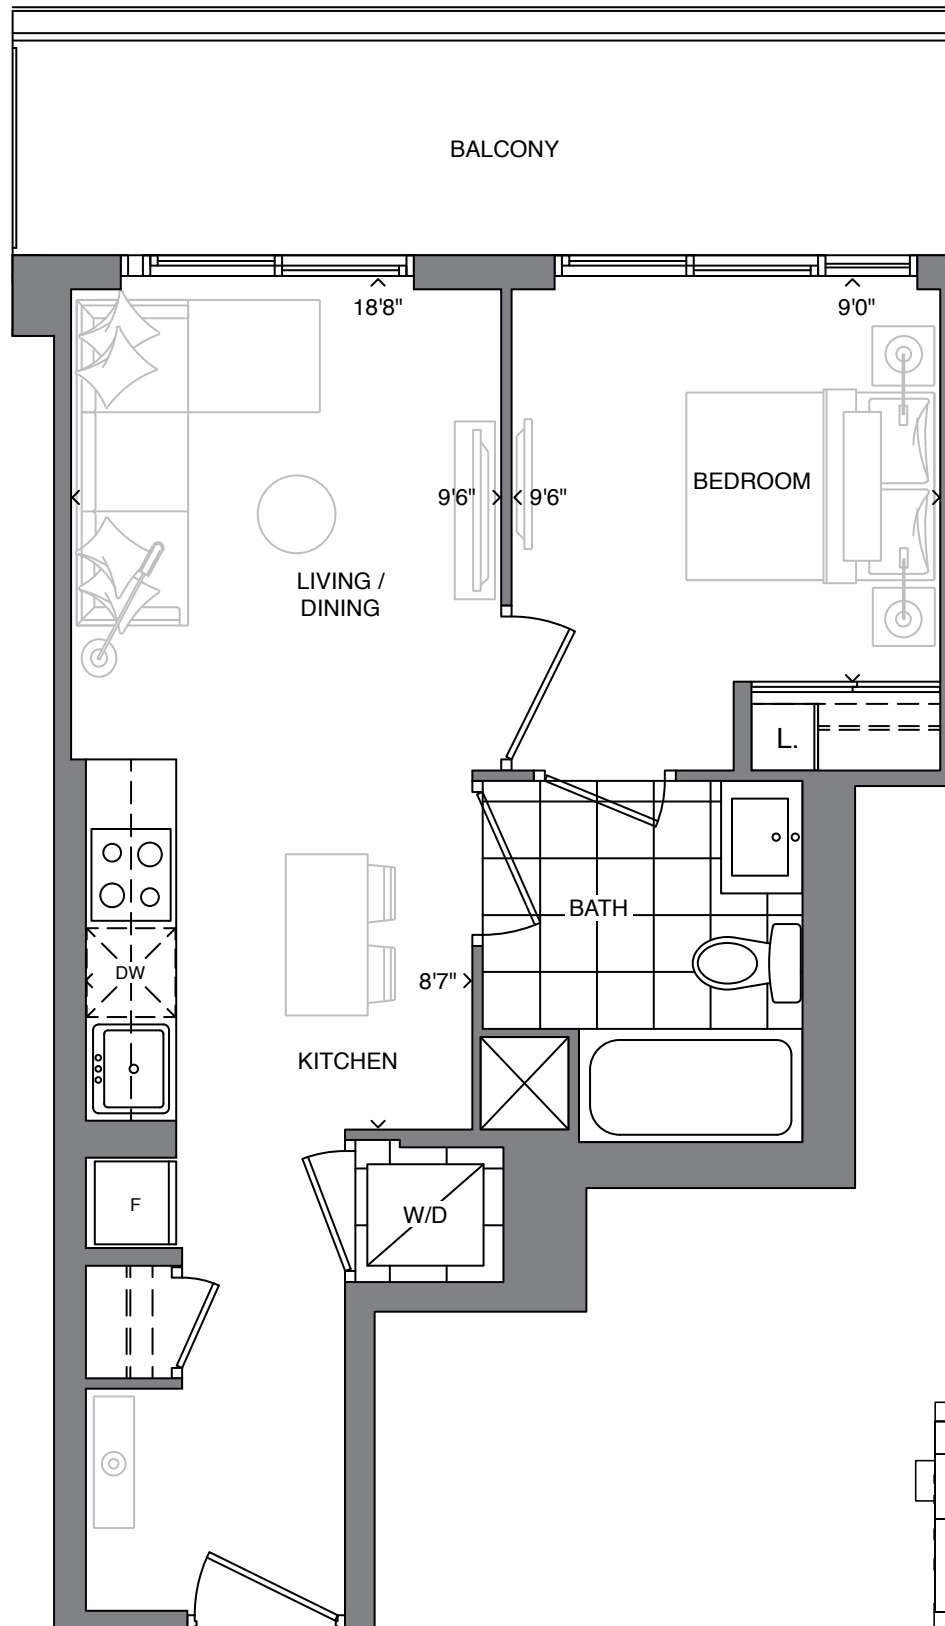 BALCONY
18'8"
9'0"
BEDROOM
9'6"
9'6"
LIVING /
DINING
L.
BATH
DW
8'7"
KITCHEN
F
W/D